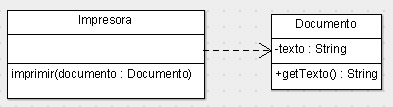 Impresora
imprimir(documento : Documento)
Documento
-texto : String
+getTexto() : String